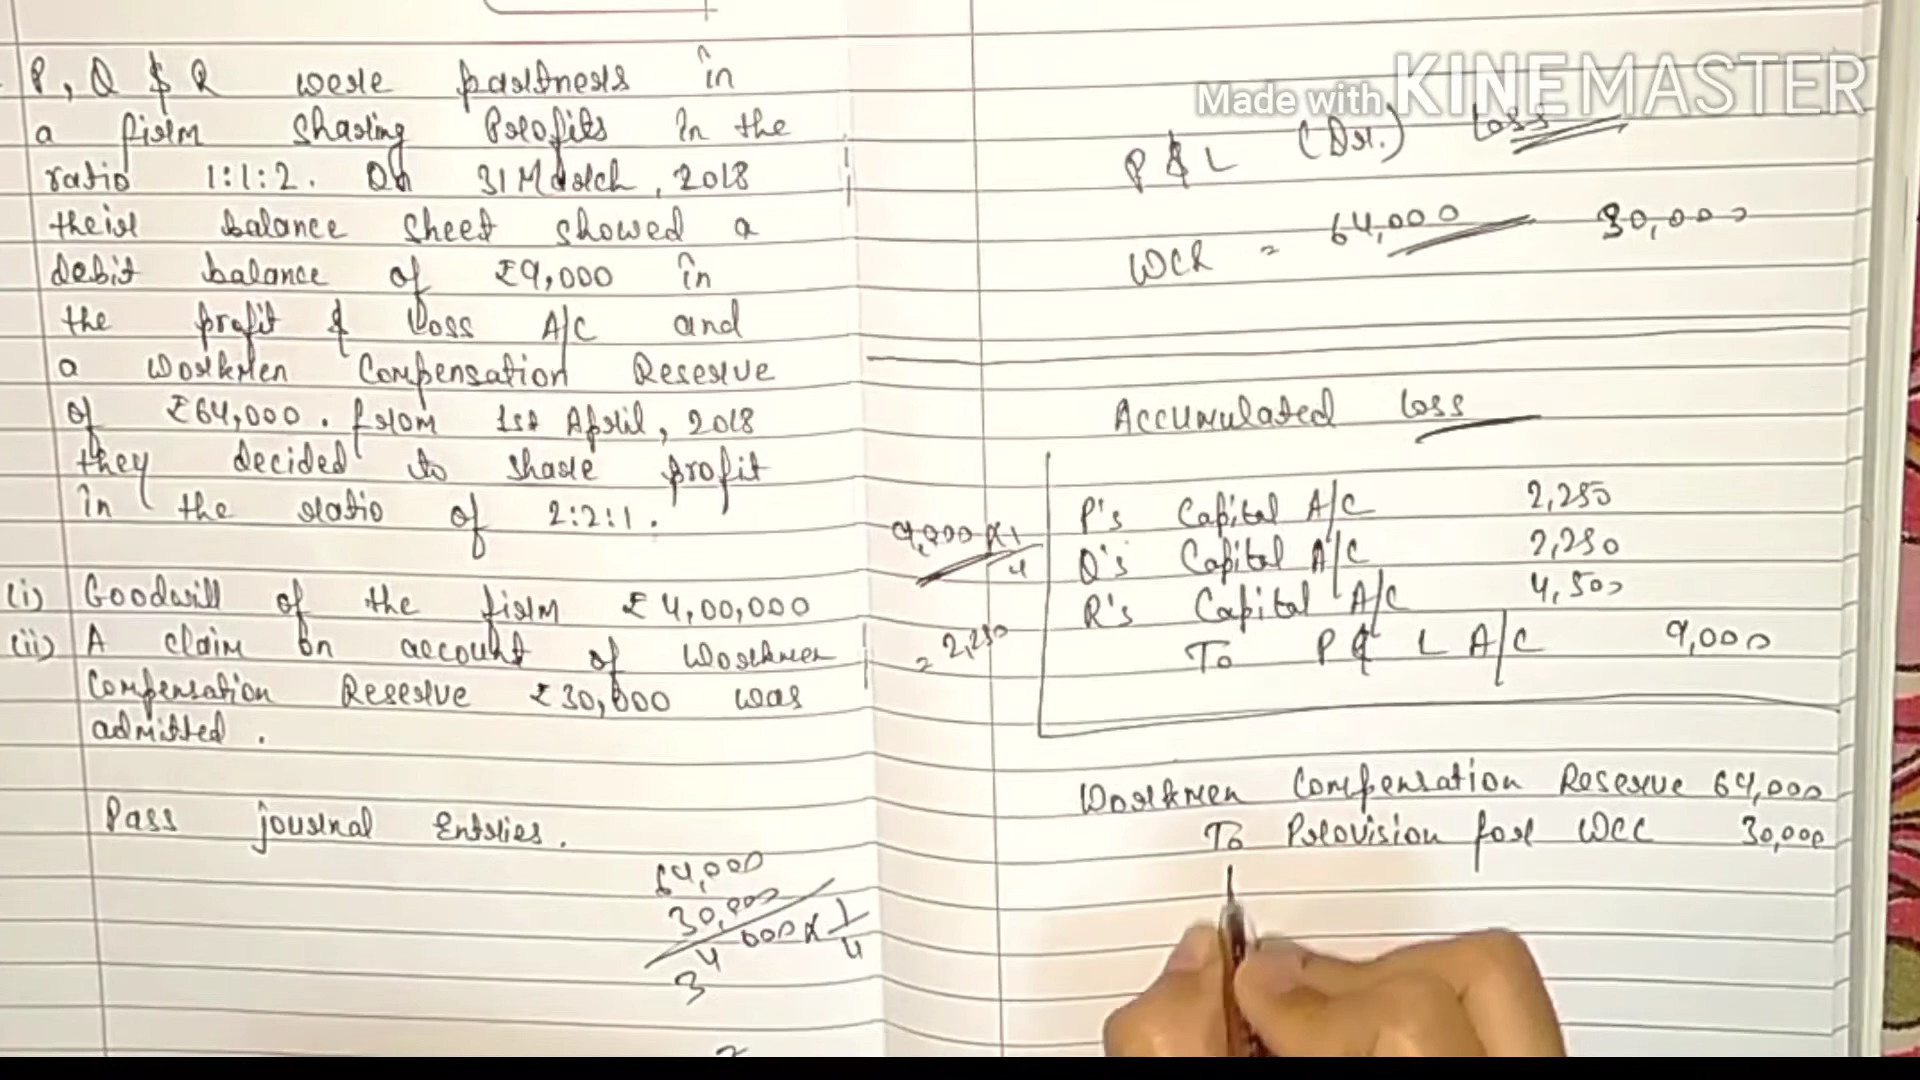 P, Q & R were partners in
a firm sharing Profits in the
ratio 1:1:2. On 31 March, 2018
their balance sheet showed a
debit balance of ₹9,000 in
the profit & Loss A/C and
a Workmen Compensation Reserve
of ₹64,000. from 1st April, 2018
they decided to share profit
in the ratio of 2:2:1.
(i) Goodwill of the firm ₹4,00,000
(ii) A claim on account of Workmen
Compensation Reserve ₹30,000 was
admitted.
Pass journal Entries.
64,000
30,000
34 000 × 1/4
Made with KINEMASTER
P & L (Dr.) Loss
WCR = 64,000 30,000
Accumulated Loss
9,000 × 1/4
= 2,250
P's Capital A/C 2,250
Q's Capital A/C 2,250
R's Capital A/C 4,500
To P & L A/C 9,000
Workmen Compensation Reserve 64,000
To Provision for WCC 30,000